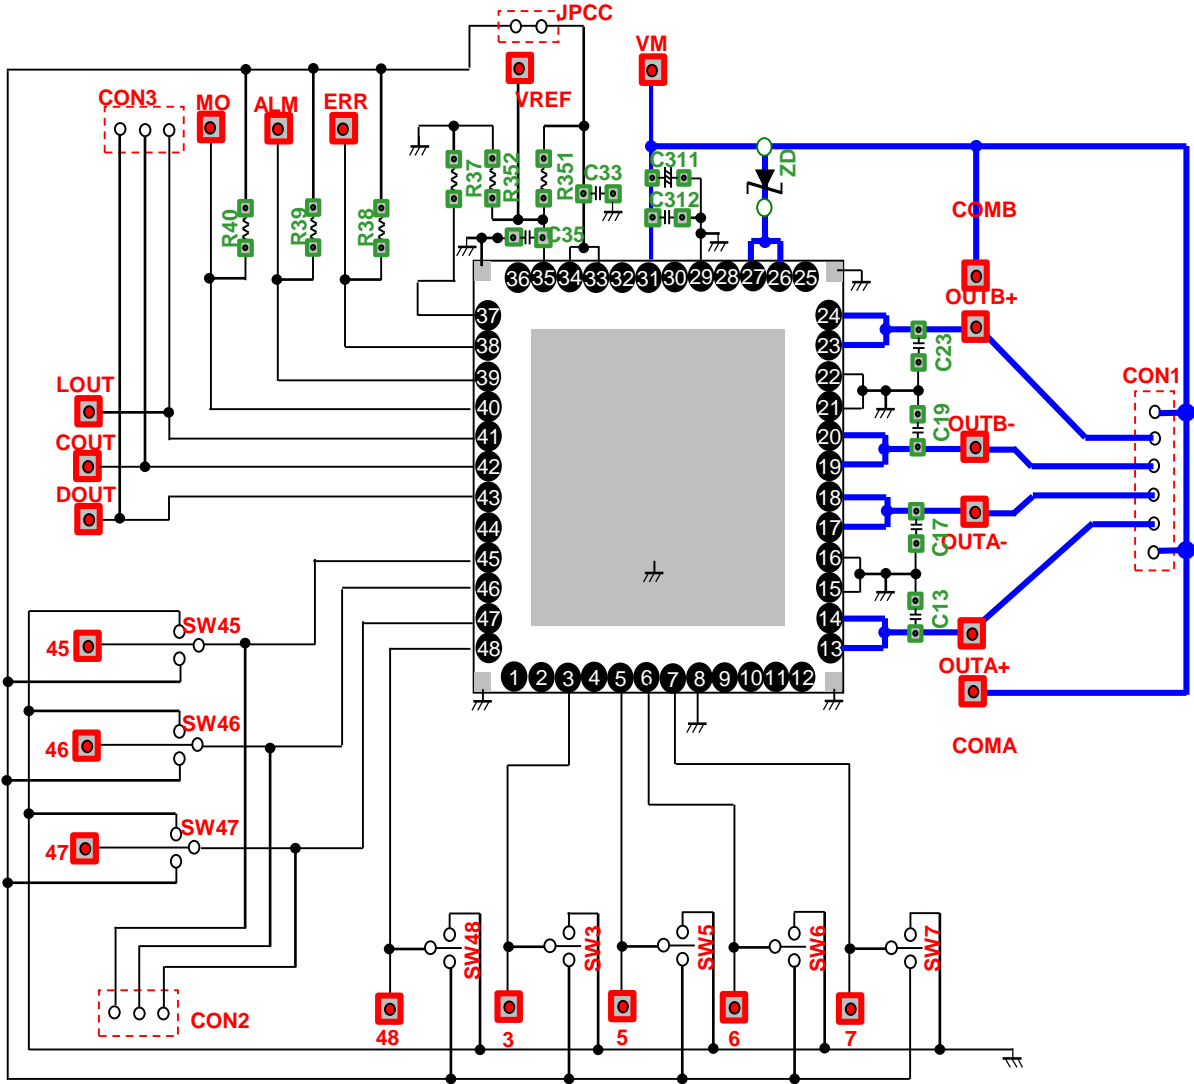 JPCC
VM
CON3
MO
ALM
ERR
VREF
R37
R352
R351
C33
C311
C312
ZD
COMB
R40
R39
R38
C35
36
35
34
33
32
31
30
29
28
27
26
25
OUTB+
37
24
38
23
C23
39
22
CON1
LOUT
40
21
C19
OUTB-
COUT
41
20
42
19
DOUT
43
18
44
17
C17
OUTA-
45
16
46
15
C13
47
14
48
13
SW45
45
OUTA+
1
2
3
4
5
6
7
8
9
10
11
12
SW46
46
COMA
SW47
47
SW48
SW3
SW5
SW6
SW7
CON2
48
3
5
6
7